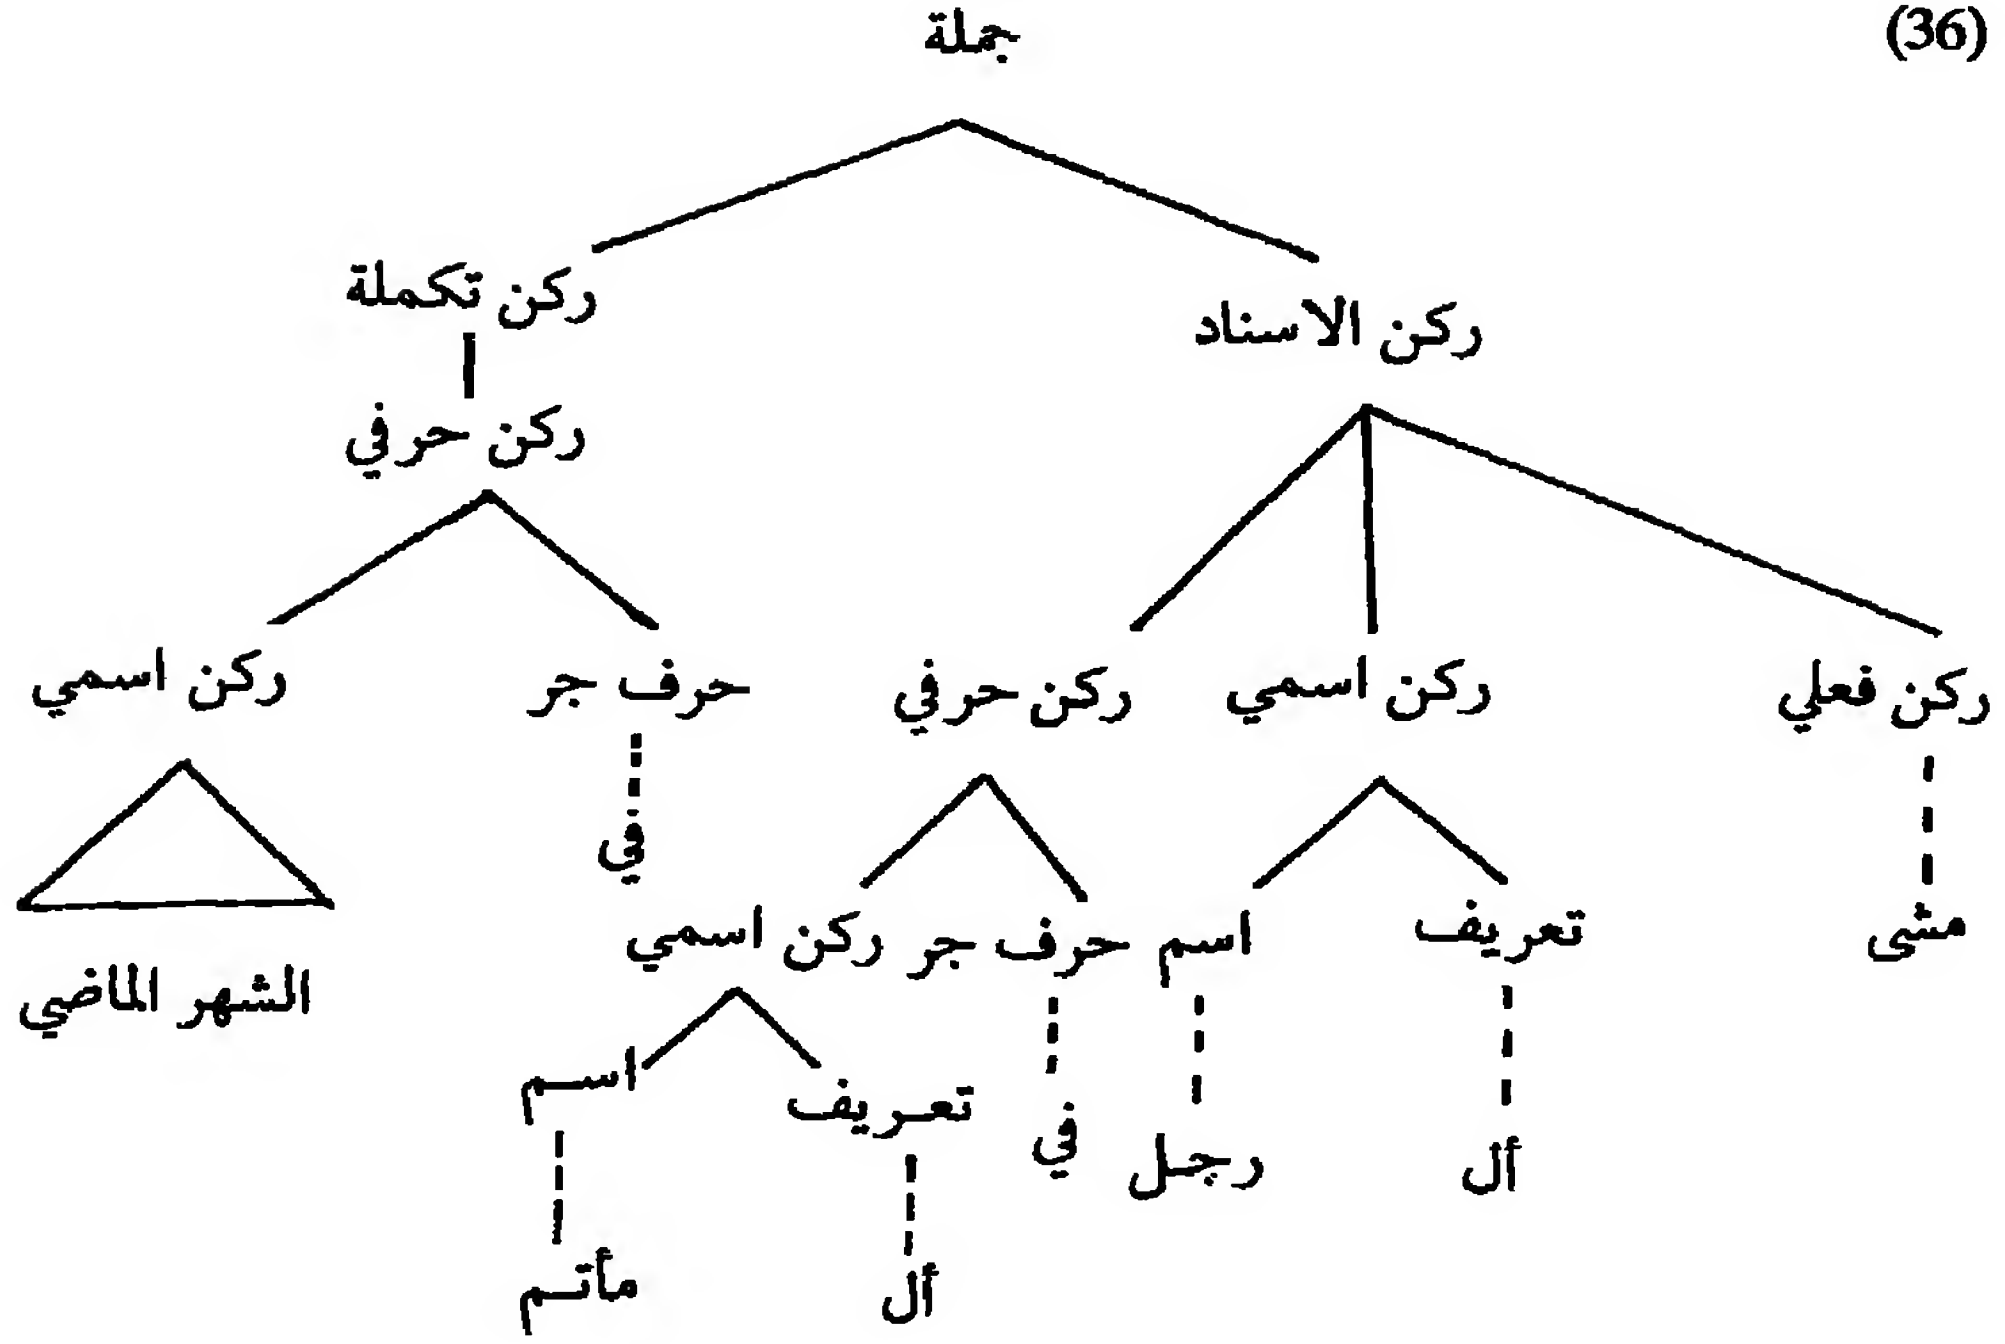 (36)
جملة
ركن تكملة
ركن الاسناد
ركن حرفي
ركن فعلي ركن اسمي ركن حرفي حرف جر ركن اسمي
في
مشى تعريف اسم حرف جر ركن اسمي
الشهر الماضي
اسم
تعريف
أل رجل في
مأتم
أل